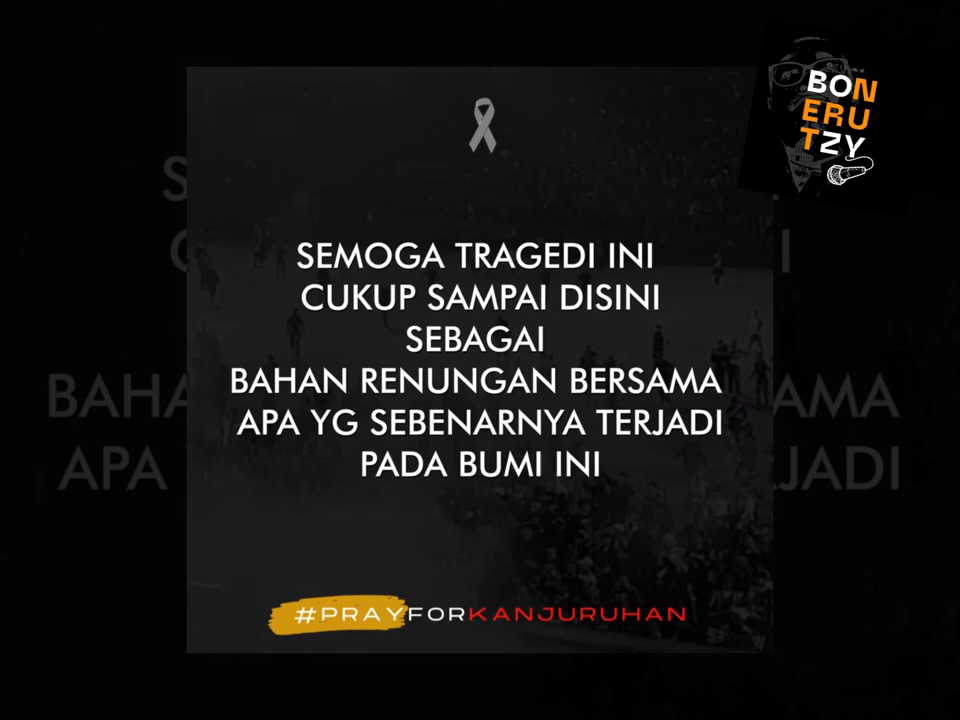 BON
ERU
TZY
SEMOGA TRAGEDI INI
CUKUP SAMPAI DISINI
SEBAGAI
BAHAN RENUNGAN BERSAMA
APA YG SEBENARNYA TERJADI
PADA BUMI INI
#PRAYFORKANJURUHAN